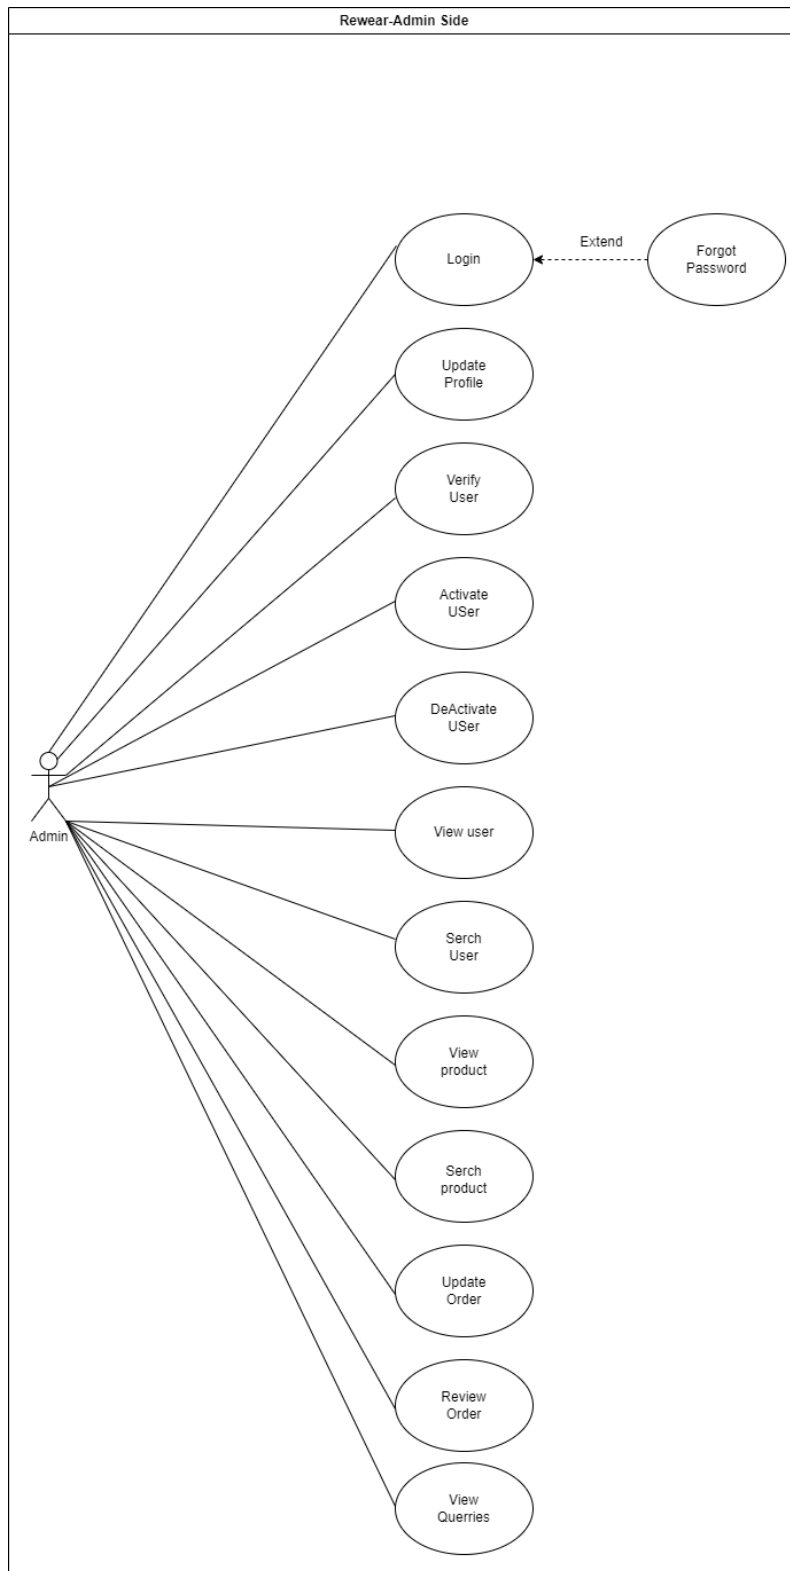 Rewear-Admin Side
Login
Extend
Forgot
Password
Update
Profile
Verify
User
Activate
USer
DeActivate
USer
Admin
View user
Serch
User
View
product
Serch
product
Update
Order
Review
Order
View
Querries